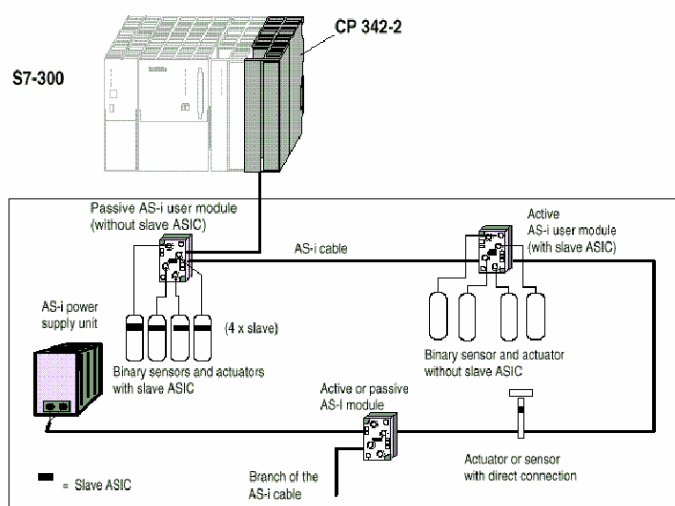 CP 342-2
S7-300
Passive AS-i user module
(without slave ASIC)
Active
AS-i user module
(with slave ASIC)
AS-i cable
AS-i power
supply unit
(4 x slave)
Binary sensors and actuators
with slave ASIC
Binary sensor and actuator
without slave ASIC
Active or passive
AS-I module
Actuator or sensor
with direct connection
Branch of the
AS-i cable
= Slave ASIC